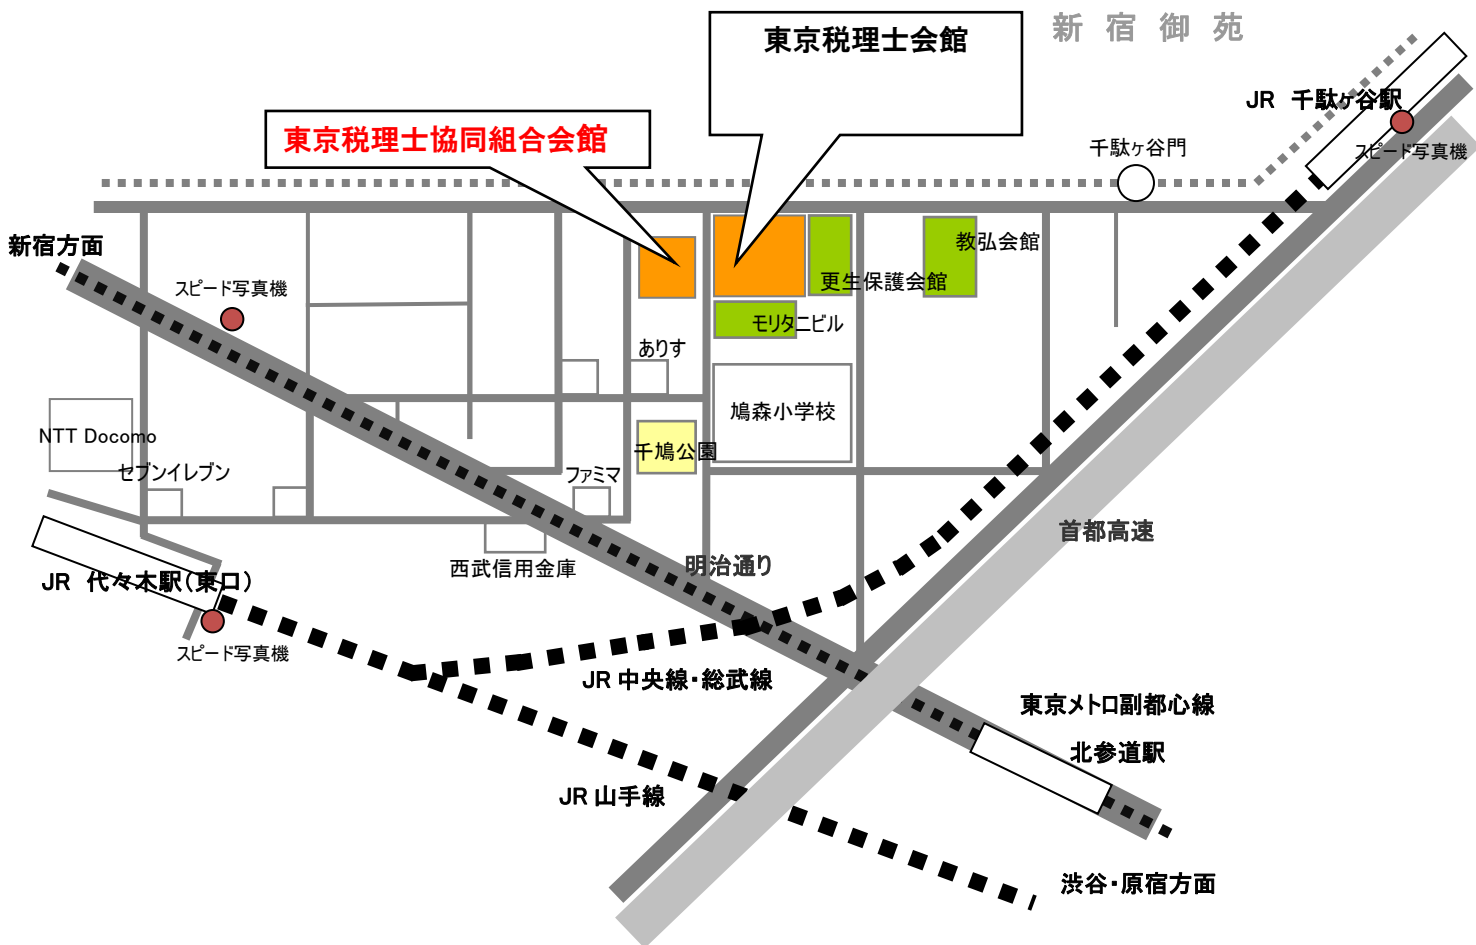 新宿御苑
東京税理士会館
JR 千駄ヶ谷駅
東京税理士協同組合会館
千駄ヶ谷門
スピード写真機
新宿方面
教弘会館
更生保護会館
スピード写真機
モリタニビル
ありす
鳩森小学校
NTT Docomo
千鳩公園
セブンイレブン
ファミマ
首都高速
西武信用金庫
明治通り
JR 代々木駅(東口)
スピード写真機
JR 中央線・総武線
東京メトロ副都心線
北参道駅
JR 山手線
渋谷・原宿方面